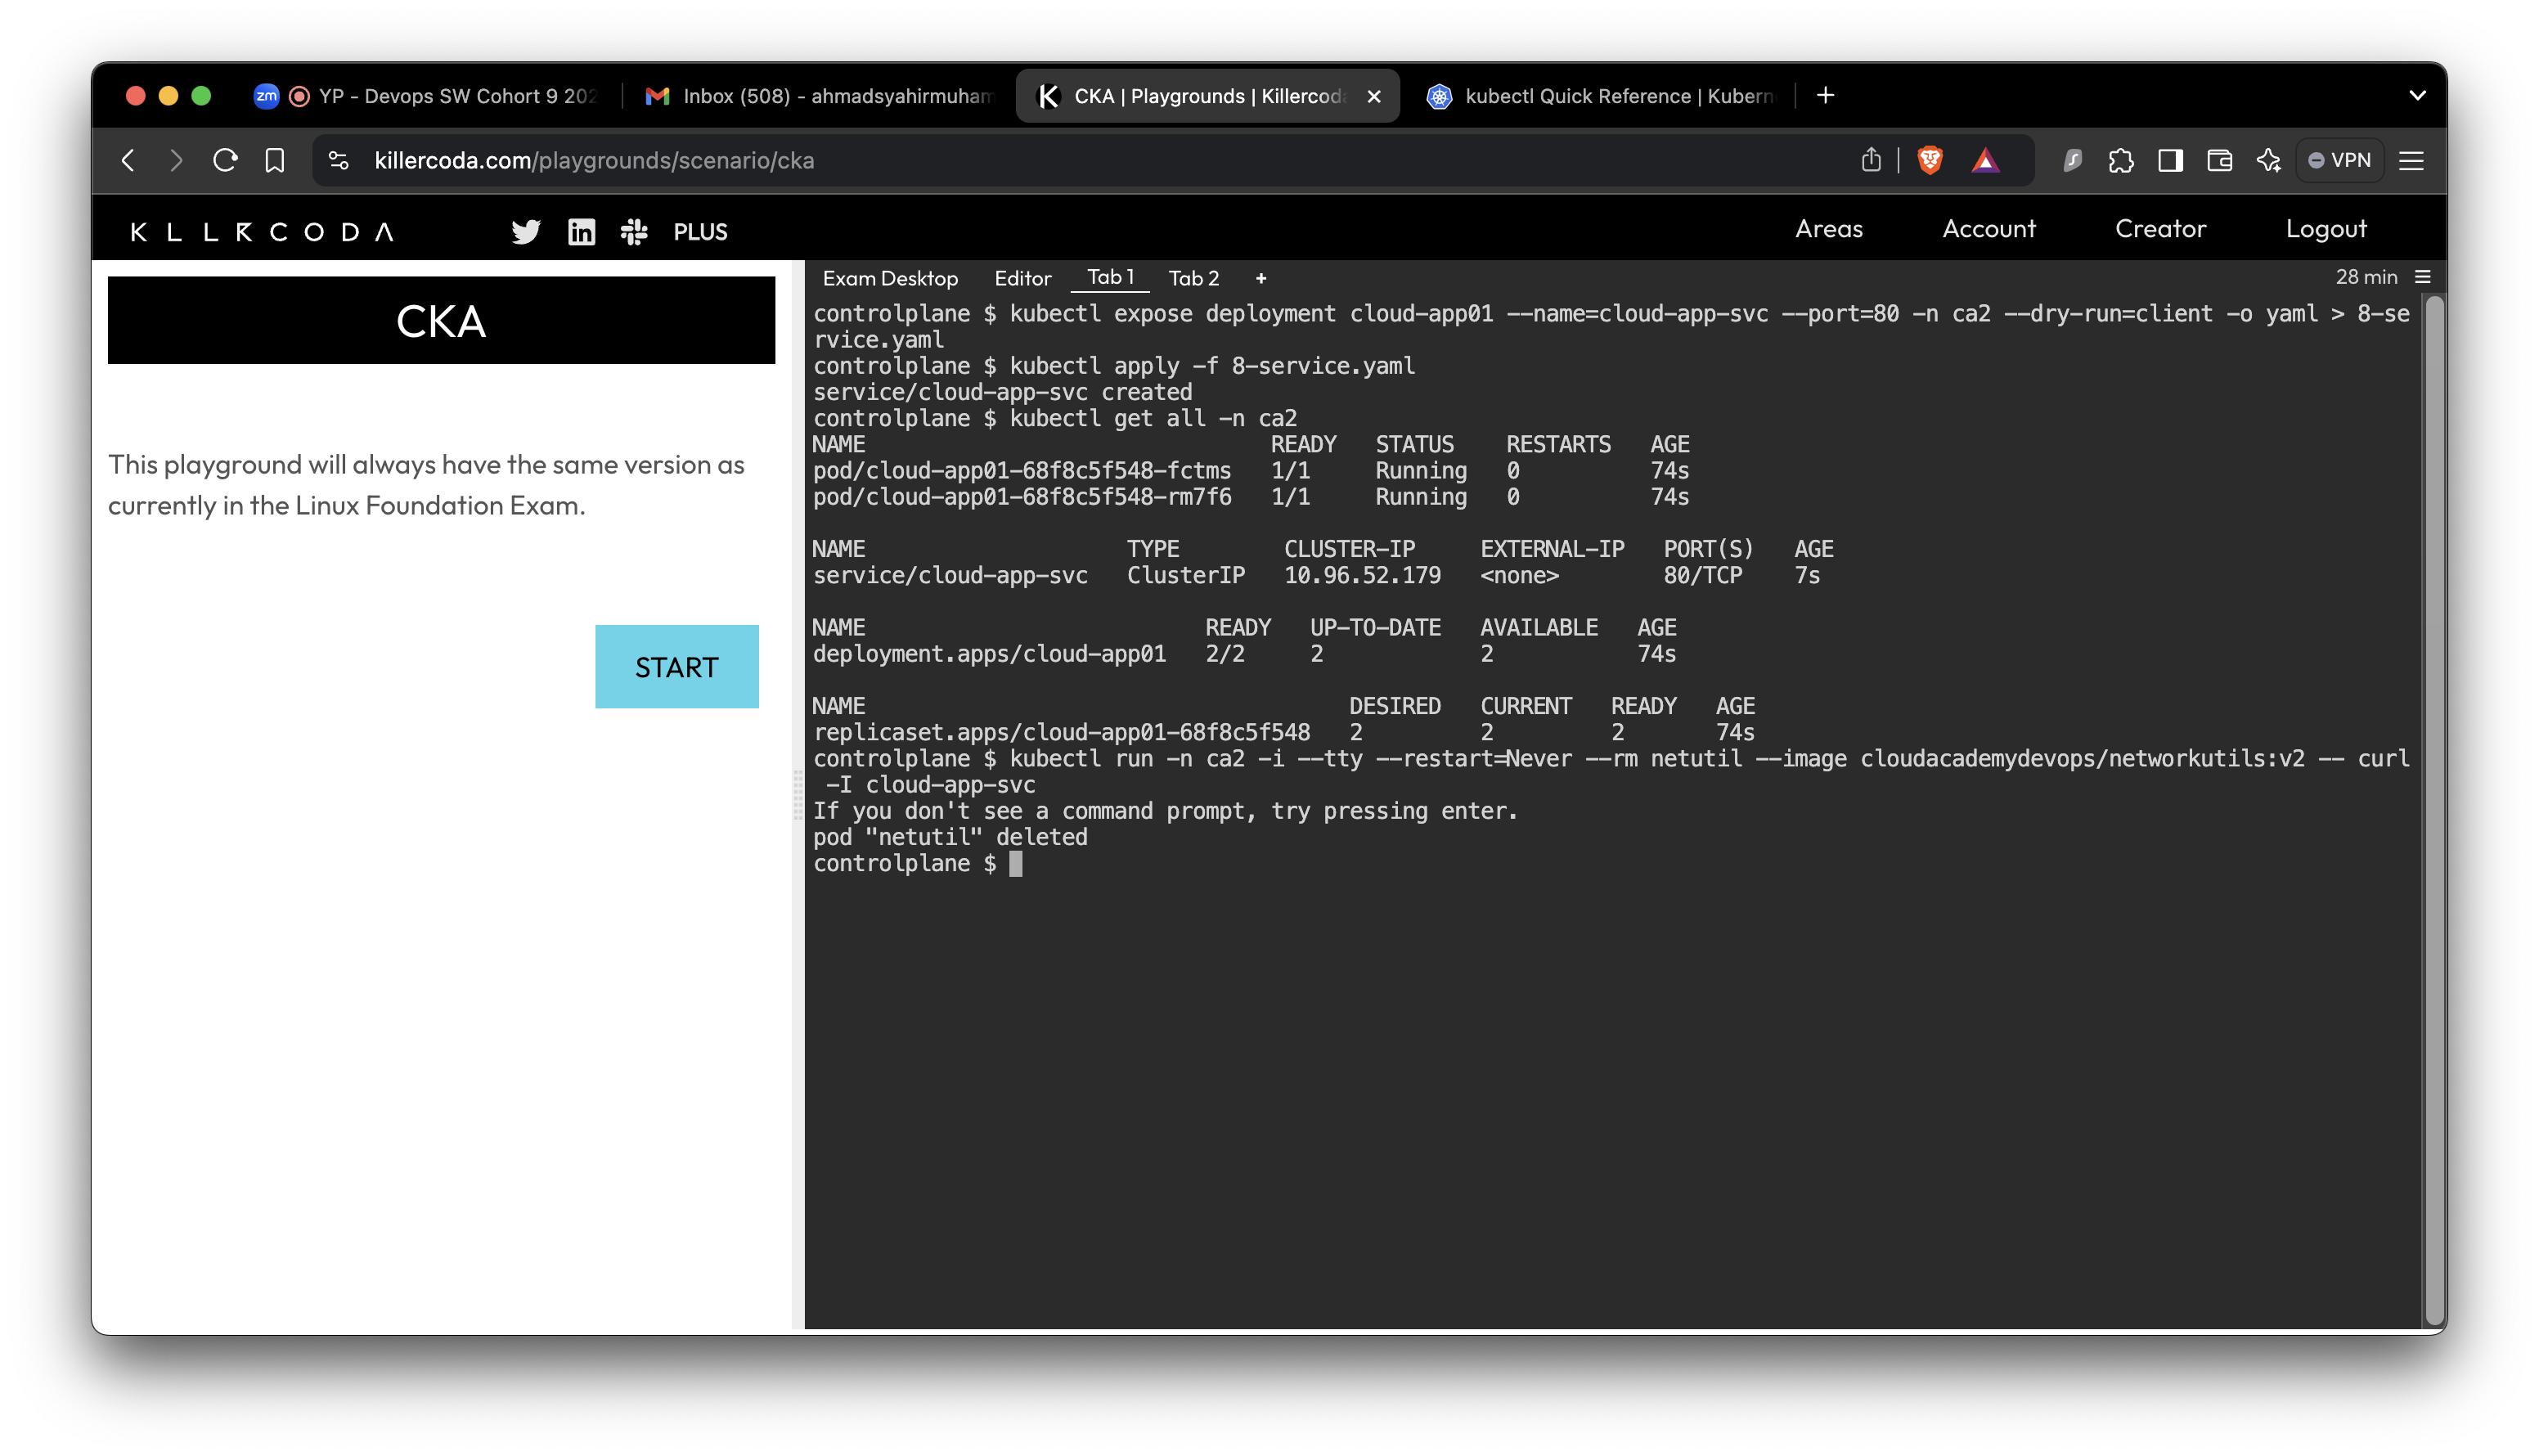 YP - Devops SW Cohort 9 202
Inbox (508) - ahmadsyahirmuham
CKA | Playgrounds | Killercoda
kubectl Quick Reference | Kubern
killercoda.com/playgrounds/scenario/cka
VPN
KLLRCODA
PLUS
Areas
Account
Creator
Logout
CKA
This playground will always have the same version as
currently in the Linux Foundation Exam.
START
Exam Desktop
Editor
Tab 1
Tab 2
+
28 min
controlplane $ kubectl expose deployment cloud-app01 --name=cloud-app-svc --port=80 -n ca2 --dry-run=client -o yaml > 8-se
rvice.yaml
controlplane $ kubectl apply -f 8-service.yaml
service/cloud-app-svc created
controlplane $ kubectl get all -n ca2
NAME READY STATUS RESTARTS AGE
pod/cloud-app01-68f8c5f548-fctms 1/1 Running 0 74s
pod/cloud-app01-68f8c5f548-rm7f6 1/1 Running 0 74s
NAME TYPE CLUSTER-IP EXTERNAL-IP PORT(S) AGE
service/cloud-app-svc ClusterIP 10.96.52.179 <none> 80/TCP 7s
NAME READY UP-TO-DATE AVAILABLE AGE
deployment.apps/cloud-app01 2/2 2 2 74s
NAME DESIRED CURRENT READY AGE
replicaset.apps/cloud-app01-68f8c5f548 2 2 2 74s
controlplane $ kubectl run -n ca2 -i --tty --restart=Never --rm netutil --image cloudacademydevops/networkutils:v2 -- curl
-I cloud-app-svc
If you don't see a command prompt, try pressing enter.
pod "netutil" deleted
controlplane $